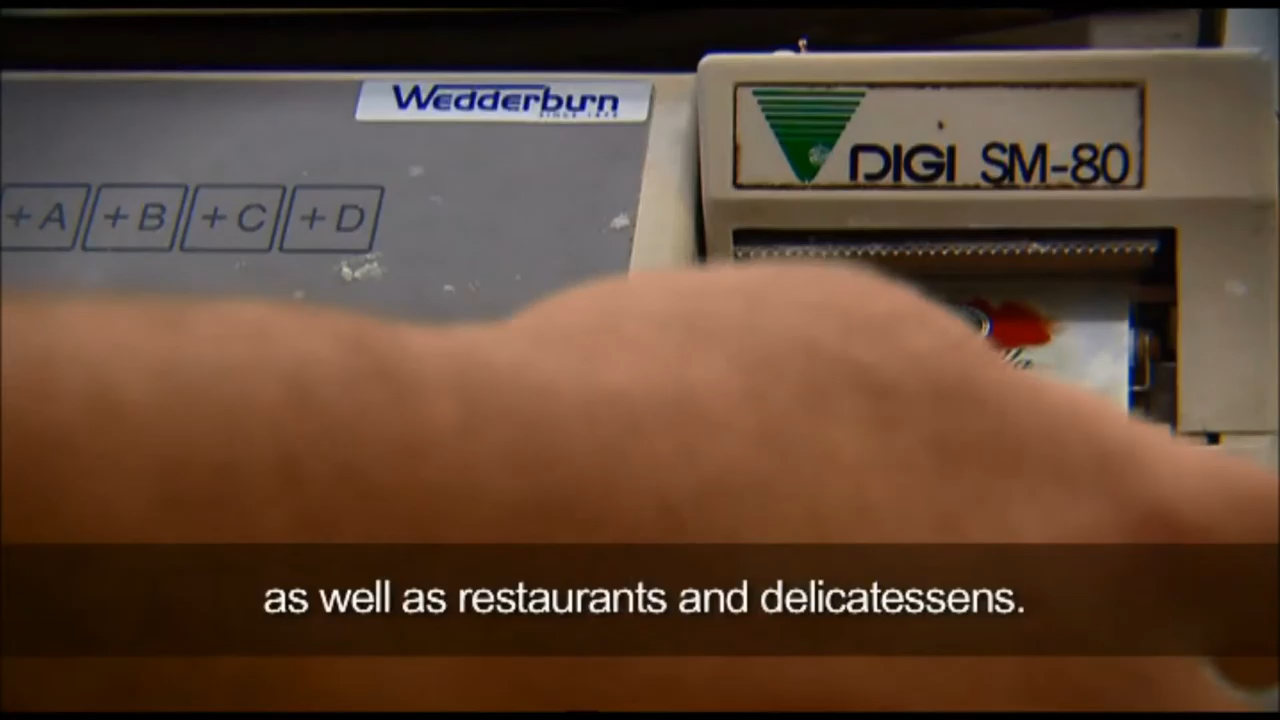 Wedderburn
DIGI SM-80
+A +B +C +D
as well as restaurants and delicatessens.